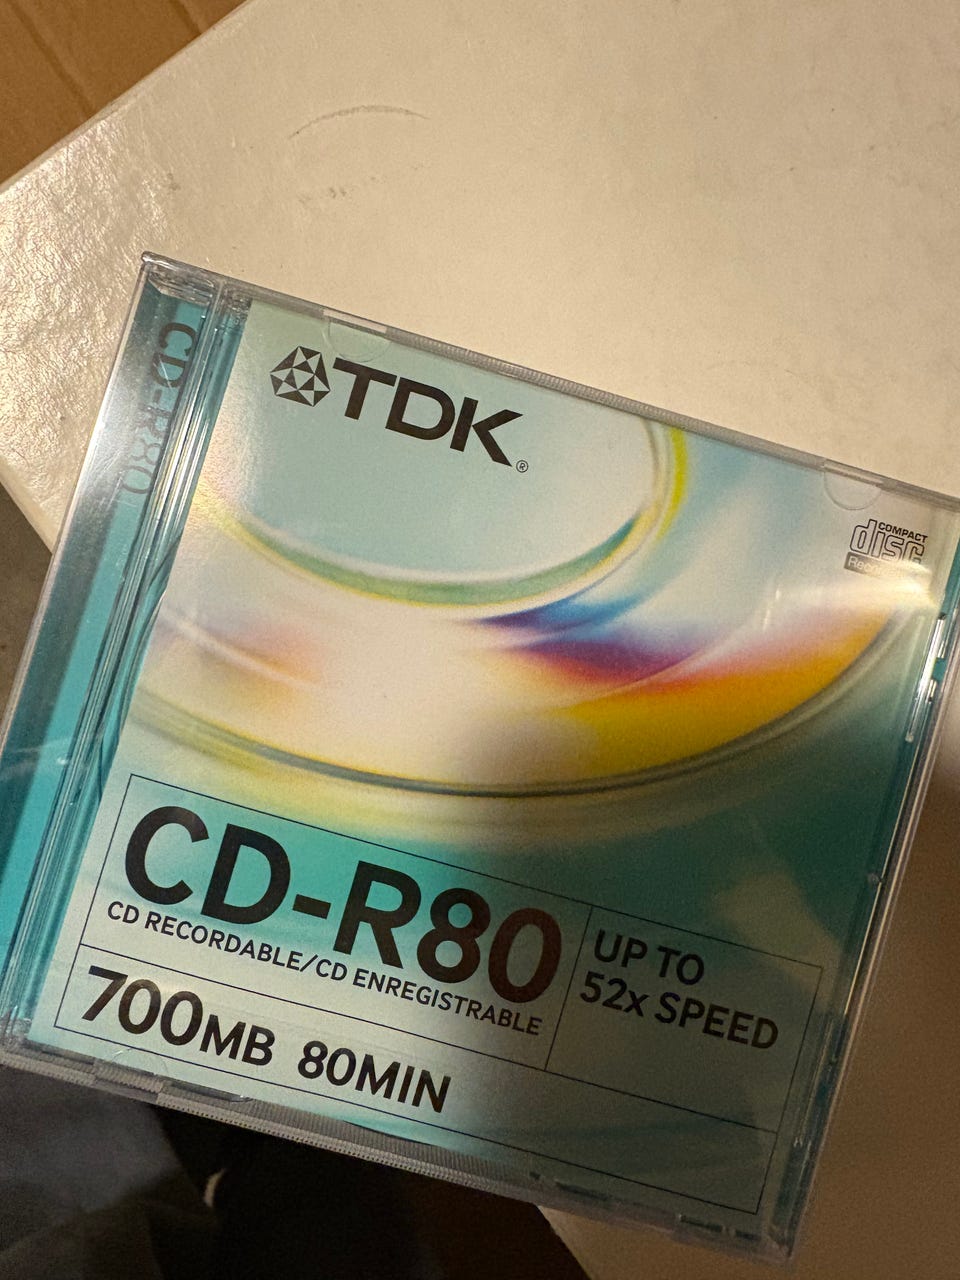 CD-R80
TDK®
COMPACT
disc
CD-R80
CD RECORDABLE/CD ENREGISTRABLE
UP TO
52x SPEED
700MB 80MIN